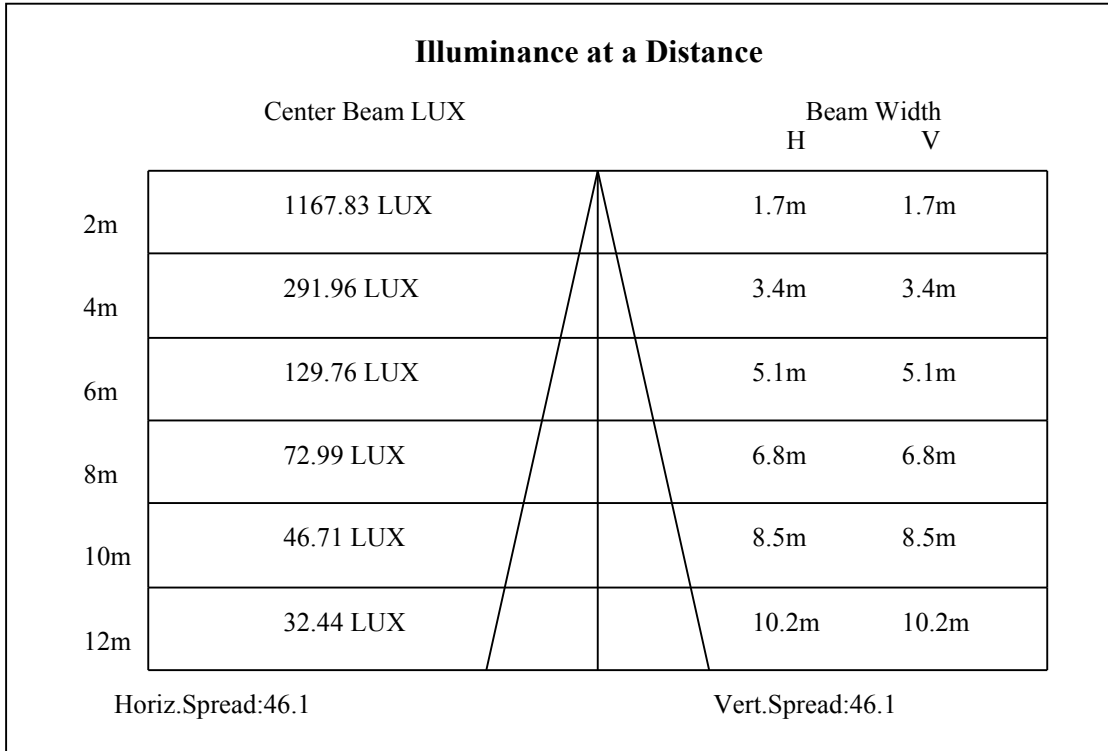 Illuminance at a Distance
Center Beam LUX Beam Width
H V
2m 1167.83 LUX 1.7m 1.7m
4m 291.96 LUX 3.4m 3.4m
6m 129.76 LUX 5.1m 5.1m
8m 72.99 LUX 6.8m 6.8m
10m 46.71 LUX 8.5m 8.5m
12m 32.44 LUX 10.2m 10.2m
Horiz.Spread:46.1 Vert.Spread:46.1